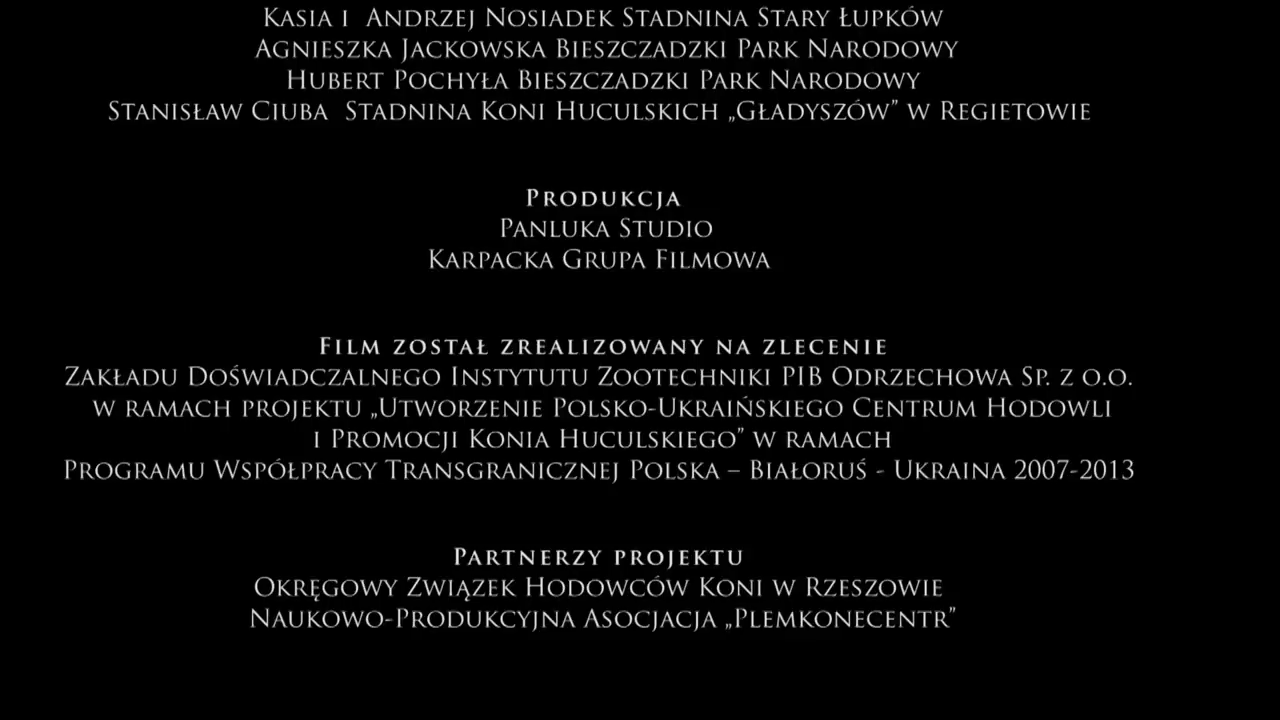 Kasia i Andrzej Nosiadek Stadnina Stary Łupków
Agnieszka Jackowska Bieszczadzki Park Narodowy
Hubert Pochyła Bieszczadzki Park Narodowy
Stanisław Ciuba Stadnina Koni Huculskich „Gładyszów” w Regietowie
Produkcja
Panluka Studio
Karpacka Grupa Filmowa
Film został zrealizowany na zlecenie
Zakładu Doświadczalnego Instytutu Zootechniki PIB Odrzechowa Sp. z o.o.
w ramach projektu „Utworzenie Polsko-Ukraińskiego Centrum Hodowli
i Promocji Konia Huculskiego” w ramach
Programu Współpracy Transgranicznej Polska – Białoruś - Ukraina 2007-2013
Partnerzy projektu
Okręgowy Związek Hodowców Koni w Rzeszowie
Naukowo-Produkcyjna Asocjacja „Plemkonecentr”